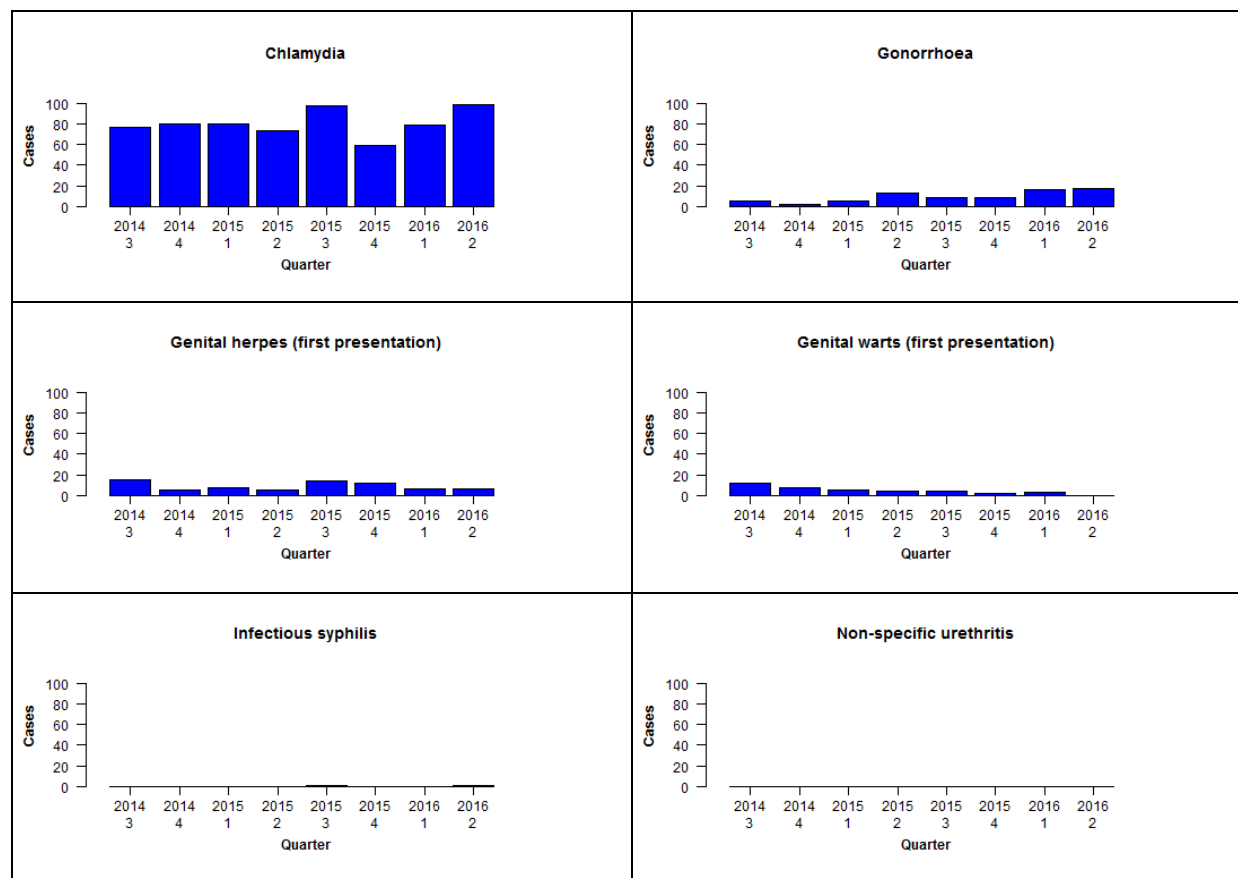 Chlamydia
100
80
60
40
20
0
Cases
2014 2014 2015 2015 2015 2015 2016 2016
3 4 1 2 3 4 1 2
Quarter
Gonorrhoea
100
80
60
40
20
0
Cases
2014 2014 2015 2015 2015 2015 2016 2016
3 4 1 2 3 4 1 2
Quarter
Genital herpes (first presentation)
100
80
60
40
20
0
Cases
2014 2014 2015 2015 2015 2015 2016 2016
3 4 1 2 3 4 1 2
Quarter
Genital warts (first presentation)
100
80
60
40
20
0
Cases
2014 2014 2015 2015 2015 2015 2016 2016
3 4 1 2 3 4 1 2
Quarter
Infectious syphilis
100
80
60
40
20
0
Cases
2014 2014 2015 2015 2015 2015 2016 2016
3 4 1 2 3 4 1 2
Quarter
Non-specific urethritis
100
80
60
40
20
0
Cases
2014 2014 2015 2015 2015 2015 2016 2016
3 4 1 2 3 4 1 2
Quarter